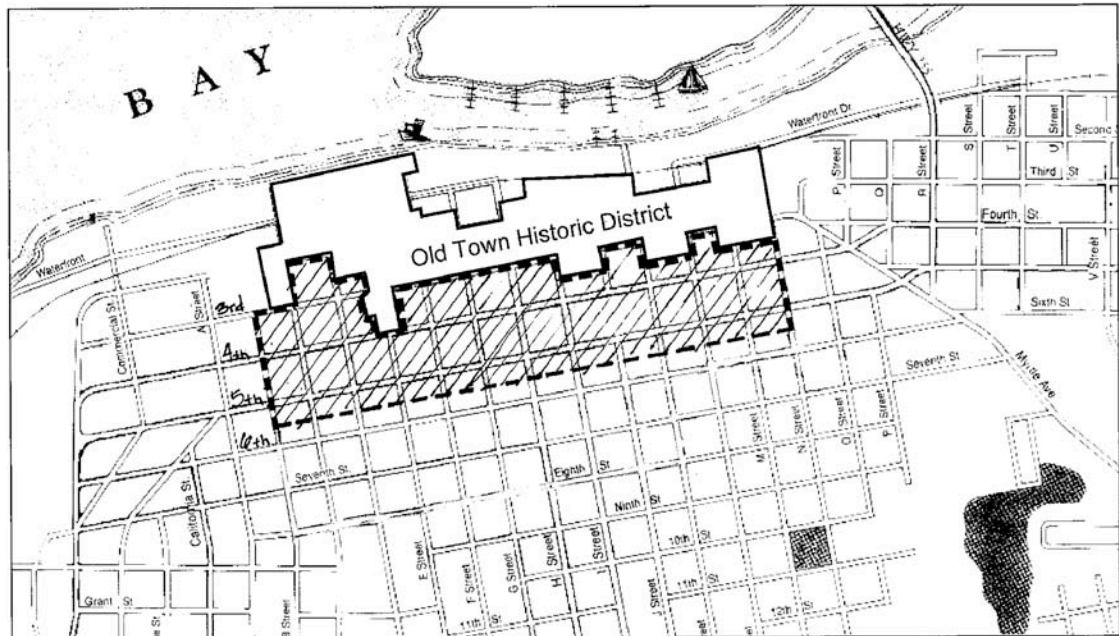 BAY
HWY 255
Waterfront Dr
S Street
T Street
U Street
Second S
P Street
Q
R Street
Third St
Fourth St
V Street
Old Town Historic District
Waterfront
Commercial St
A Street
3rd
4th
5th
6th
Sixth St
Seventh St
Myrtle Ave
M Street
N Street
O Street
P Street
Seventh St.
Eighth St
Ninth St
California St
E Street
F Street
G Street
H Street
I Street
Street
10th St
11th St
12th St
11th St
Grant St
Street